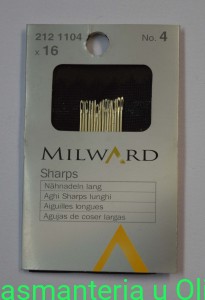 212 1104
x 16
No. 4
MILWARD
Sharps
Nähnadeln lang
Aghi Sharps lunghi
Aiguilles longues
Agujas de coser largas
asmanteria y Ol